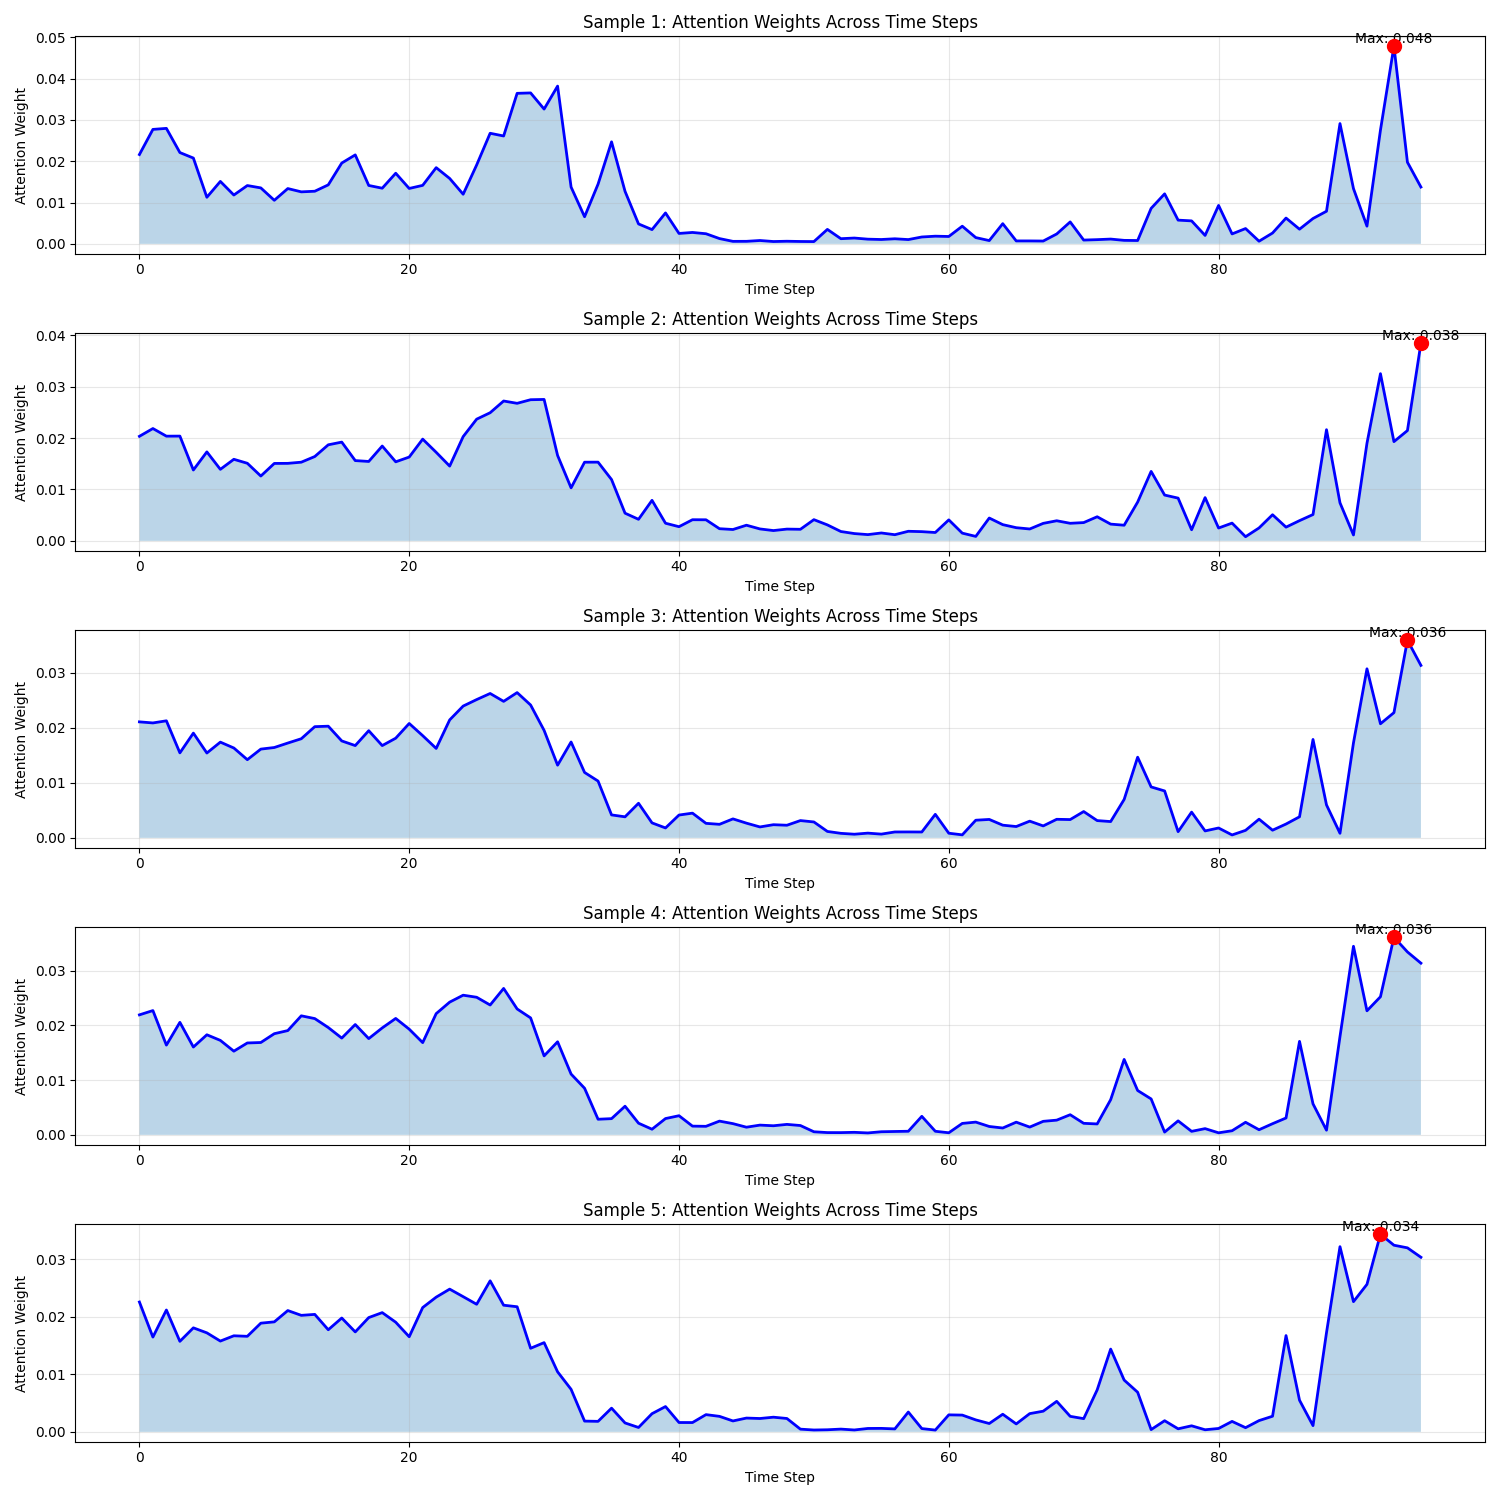 Sample 1: Attention Weights Across Time Steps
Max: 0.048
0.05
0.04
0.03
0.02
0.01
0.00
Attention Weight
0 20 40 60 80
Time Step
Sample 2: Attention Weights Across Time Steps
Max: 0.038
0.04
0.03
0.02
0.01
0.00
Attention Weight
0 20 40 60 80
Time Step
Sample 3: Attention Weights Across Time Steps
Max: 0.036
0.03
0.02
0.01
0.00
Attention Weight
0 20 40 60 80
Time Step
Sample 4: Attention Weights Across Time Steps
Max: 0.036
0.03
0.02
0.01
0.00
Attention Weight
0 20 40 60 80
Time Step
Sample 5: Attention Weights Across Time Steps
Max: 0.034
0.03
0.02
0.01
0.00
Attention Weight
0 20 40 60 80
Time Step